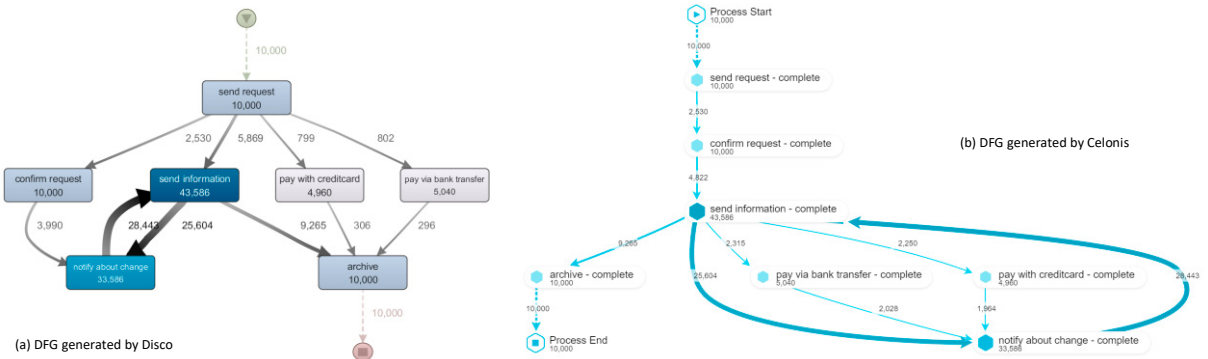 10,000
send request
10,000
2,530
5,869
799
802
confirm request
10,000
send information
43,586
pay with creditcard
4,960
pay via bank transfer
5,040
3,990
28,443
25,604
9,265
306
296
notify about change
33,586
archive
10,000
10,000
(a) DFG generated by Disco
Process Start
10,000
10,000
send request - complete
10,000
2,530
confirm request - complete
10,000
(b) DFG generated by Celonis
4,822
send information - complete
43,586
9,265
2,315
2,250
archive - complete
10,000
25,604
pay via bank transfer - complete
5,040
pay with creditcard - complete
4,960
28,443
10,000
2,028
1,964
Process End
10,000
notify about change - complete
33,586